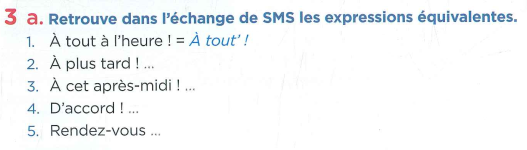 3 a. Retrouve dans l'échange de SMS les expressions équivalentes.
1. À tout à l'heure ! = À tout' !
2. À plus tard ! ...
3. À cet après-midi ! ...
4. D'accord ! ...
5. Rendez-vous ...